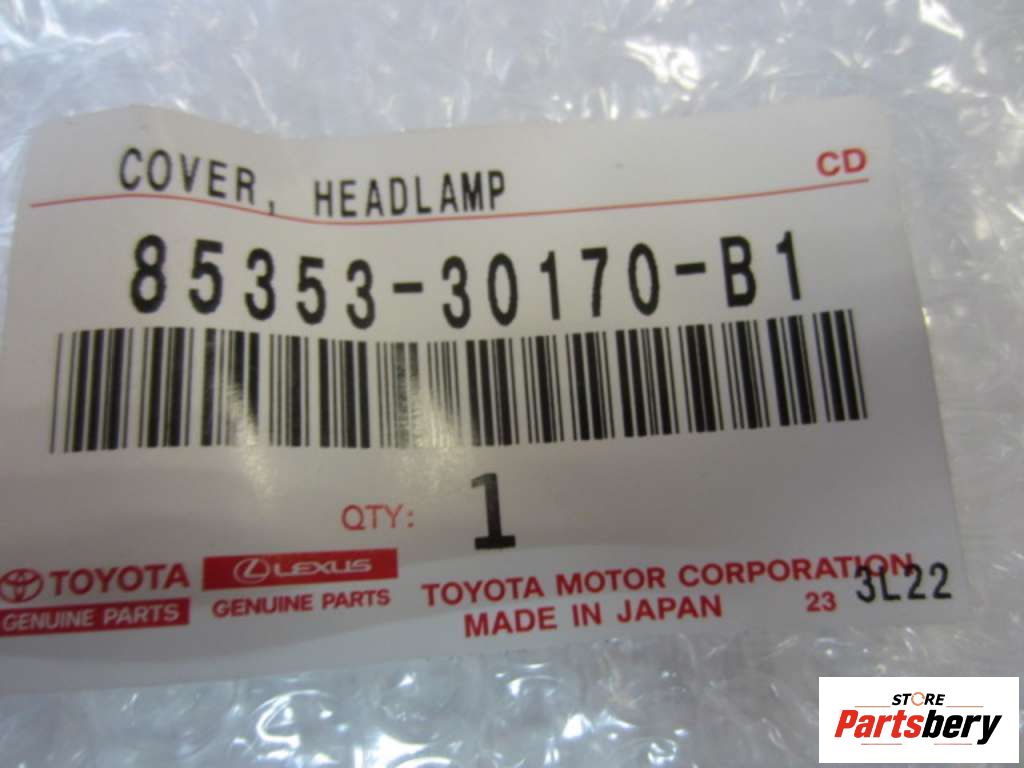 COVER, HEADLAMP CD
85353-30170-B1
QTY: 1
TOYOTA LEXUS TOYOTA MOTOR CORPORATION
GENUINE PARTS GENUINE PARTS MADE IN JAPAN 23 3L22
STORE
Partsbery